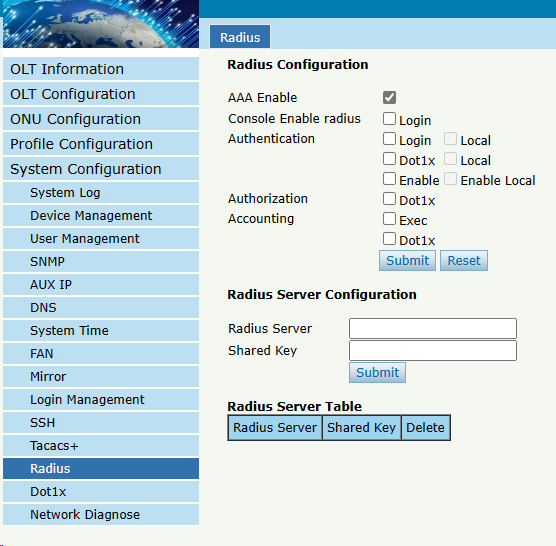 Radius
OLT Information
OLT Configuration
ONU Configuration
Profile Configuration
System Configuration
System Log
Device Management
User Management
SNMP
AUX IP
DNS
System Time
FAN
Mirror
Login Management
SSH
Tacacs+
Radius
Dot1x
Network Diagnose
Radius Configuration
AAA Enable
Console Enable radius Login
Authentication Login Local
Dot1x Local
Enable Enable Local
Authorization Dot1x
Accounting Exec
Dot1x
Submit Reset
Radius Server Configuration
Radius Server
Shared Key
Submit
Radius Server Table
Radius Server Shared Key Delete